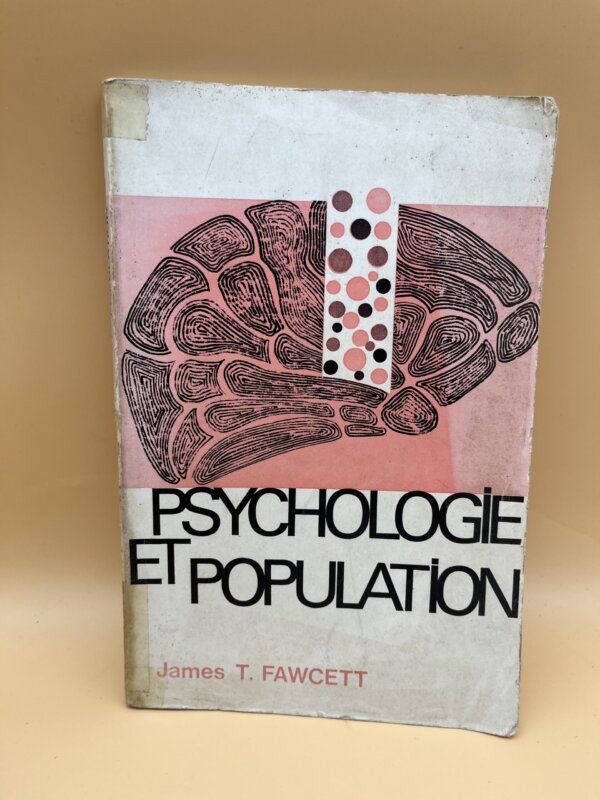 PSYCHOLOGiE
ET POPULATiON
James T. FAWCETT